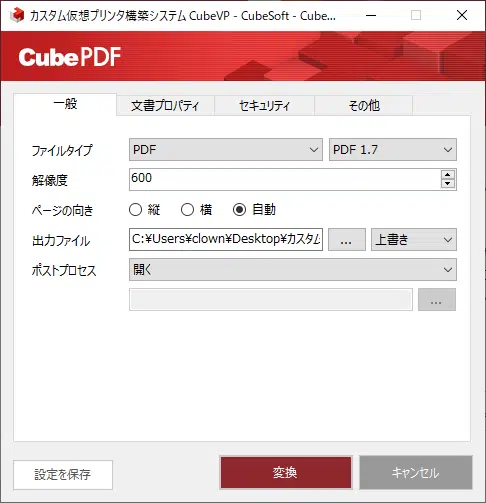 カスタム仮想プリンタ構築システム CubeVP - CubeSoft - Cube...
CubePDF
一般 文書プロパティ セキュリティ その他
ファイルタイプ PDF PDF 1.7
解像度 600
ページの向き 縦 横 自動
出力ファイル C:¥Users¥clown¥Desktop¥カスタム ... 上書き
ポストプロセス 開く
...
設定を保存 変換 キャンセル